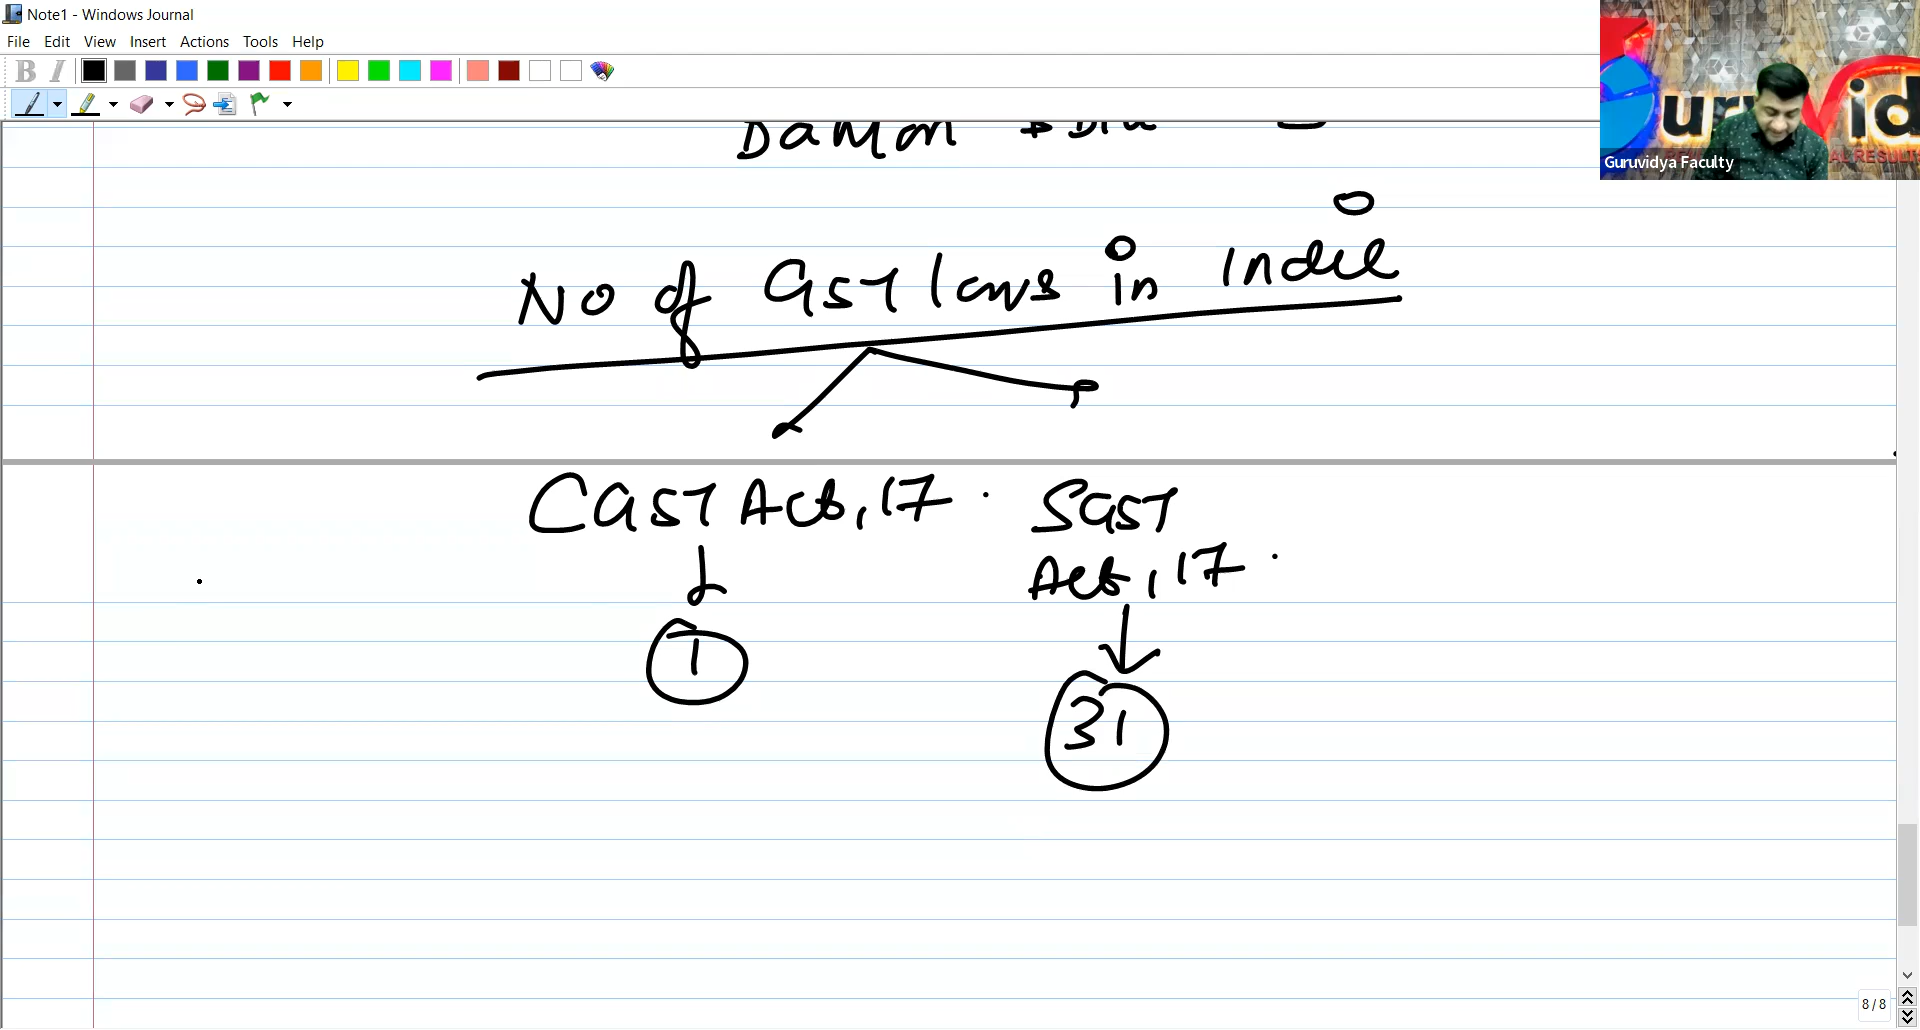 Note1 - Windows Journal
File Edit View Insert Actions Tools Help
B I
Guruvidya Faculty
Daman &
No of GST laws in India
CGST Act, 17. SGST
Act, 17.
1
31
8 / 8